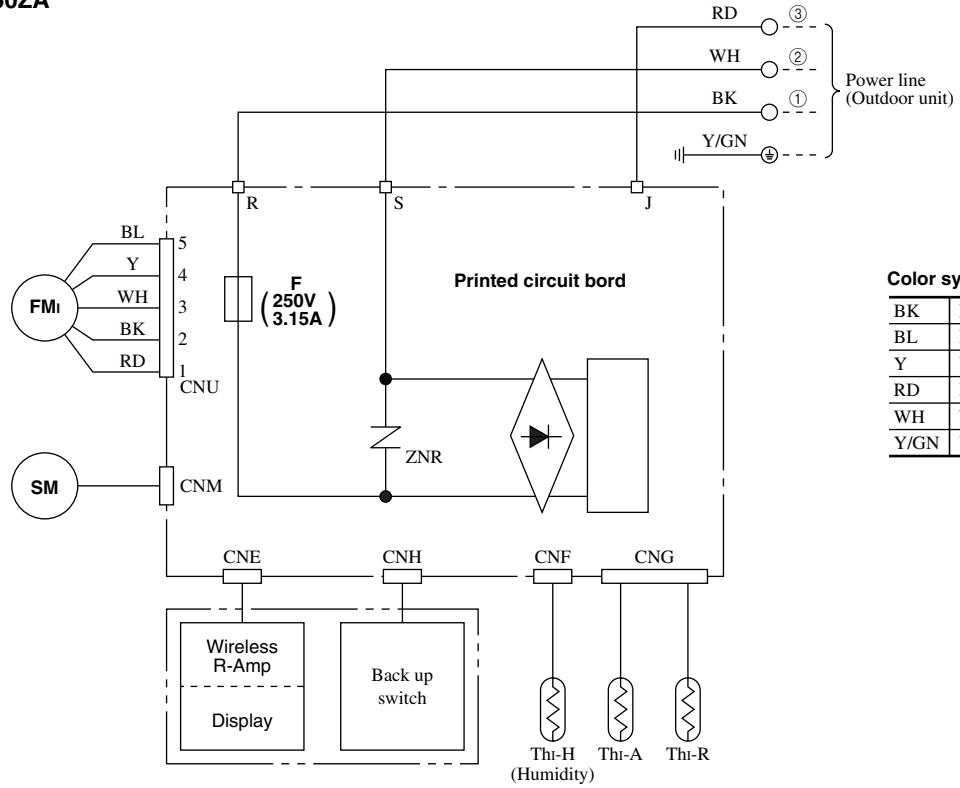 RD ③
WH ②
BK ①
Y/GN
Power line
(Outdoor unit)
R
S
J
BL 5
Y 4
WH 3
BK 2
RD 1
FMI
CNU
F
( 250V
3.15A )
Printed circuit bord
Color sy
BK
BL
Y
RD
WH
Y/GN
ZNR
SM
CNM
CNE
CNH
CNF
CNG
Wireless
R-Amp
Display
Back up
switch
ThI-H
(Humidity)
ThI-A
ThI-R